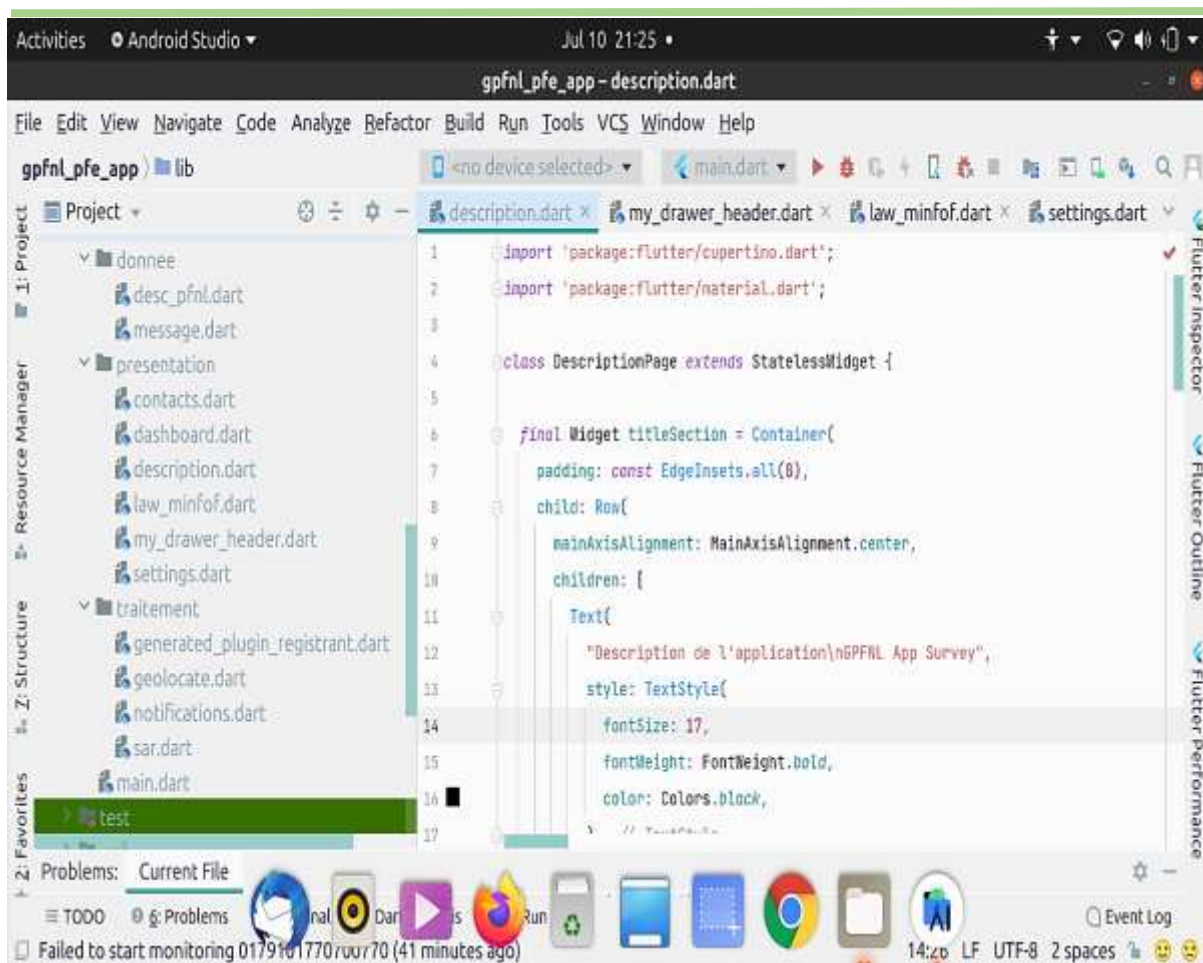 Activities Android Studio Jul 10 21:25
gpfnl_pfe_app – description.dart
File Edit View Navigate Code Analyze Refactor Build Run Tools VCS Window Help
gpfnl_pfe_app lib <no device selected> main.dart
Project description.dart my_drawer_header.dart law_minfof.dart settings.dart
1: Project
Resource Manager
Z: Structure
2: Favorites
donnee
desc_pfnl.dart
message.dart
presentation
contacts.dart
dashboard.dart
description.dart
law_minfof.dart
my_drawer_header.dart
settings.dart
traitement
generated_plugin_registrant.dart
geolocate.dart
notifications.dart
sar.dart
main.dart
test
1 import 'package:flutter/cupertino.dart';
2 import 'package:flutter/material.dart';
3
4 class DescriptionPage extends StatelessWidget {
5
6 final Widget titleSection = Container(
7 padding: const EdgeInsets.all(8),
8 child: Row(
9 mainAxisAlignment: MainAxisAlignment.center,
10 children: [
11 Text(
12 "Description de l'application\nGPFNL App Survey",
13 style: TextStyle(
14 fontSize: 17,
15 fontWeight: FontWeight.bold,
16 color: Colors.black,
17 ) // TextStyle
Flutter Inspector
Flutter Outline
Flutter Performance
Problems: Current File
TODO 6: Problems Run Event Log
Failed to start monitoring (41 minutes ago) LF UTF-8 2 spaces